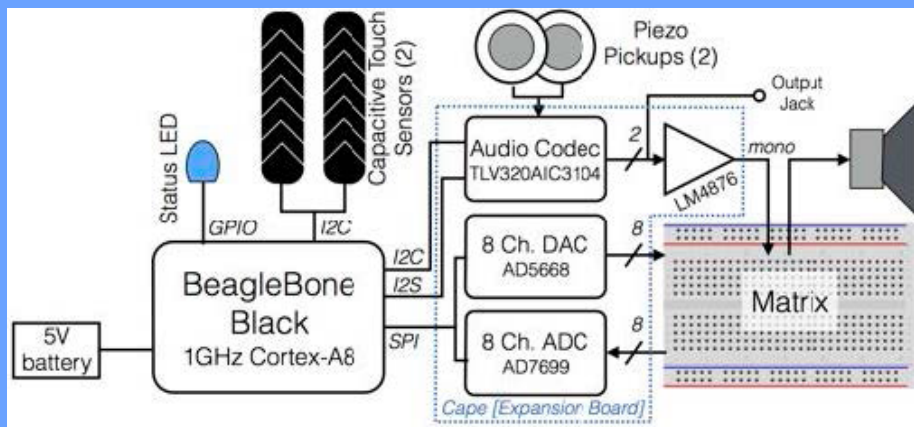 Piezo
Pickups (2)
Output
Jack
Capacitive Touch
Sensors (2)
Status LED
GPIO
I2C
Audio Codec
TLV320AIC3104
2
mono
LM4876
I2C
I2S
SPI
BeagleBone
Black
1GHz Cortex-A8
5V
battery
8 Ch. DAC
AD5668
8
8 Ch. ADC
AD7699
8
Matrix
Cape [Expansion Board]